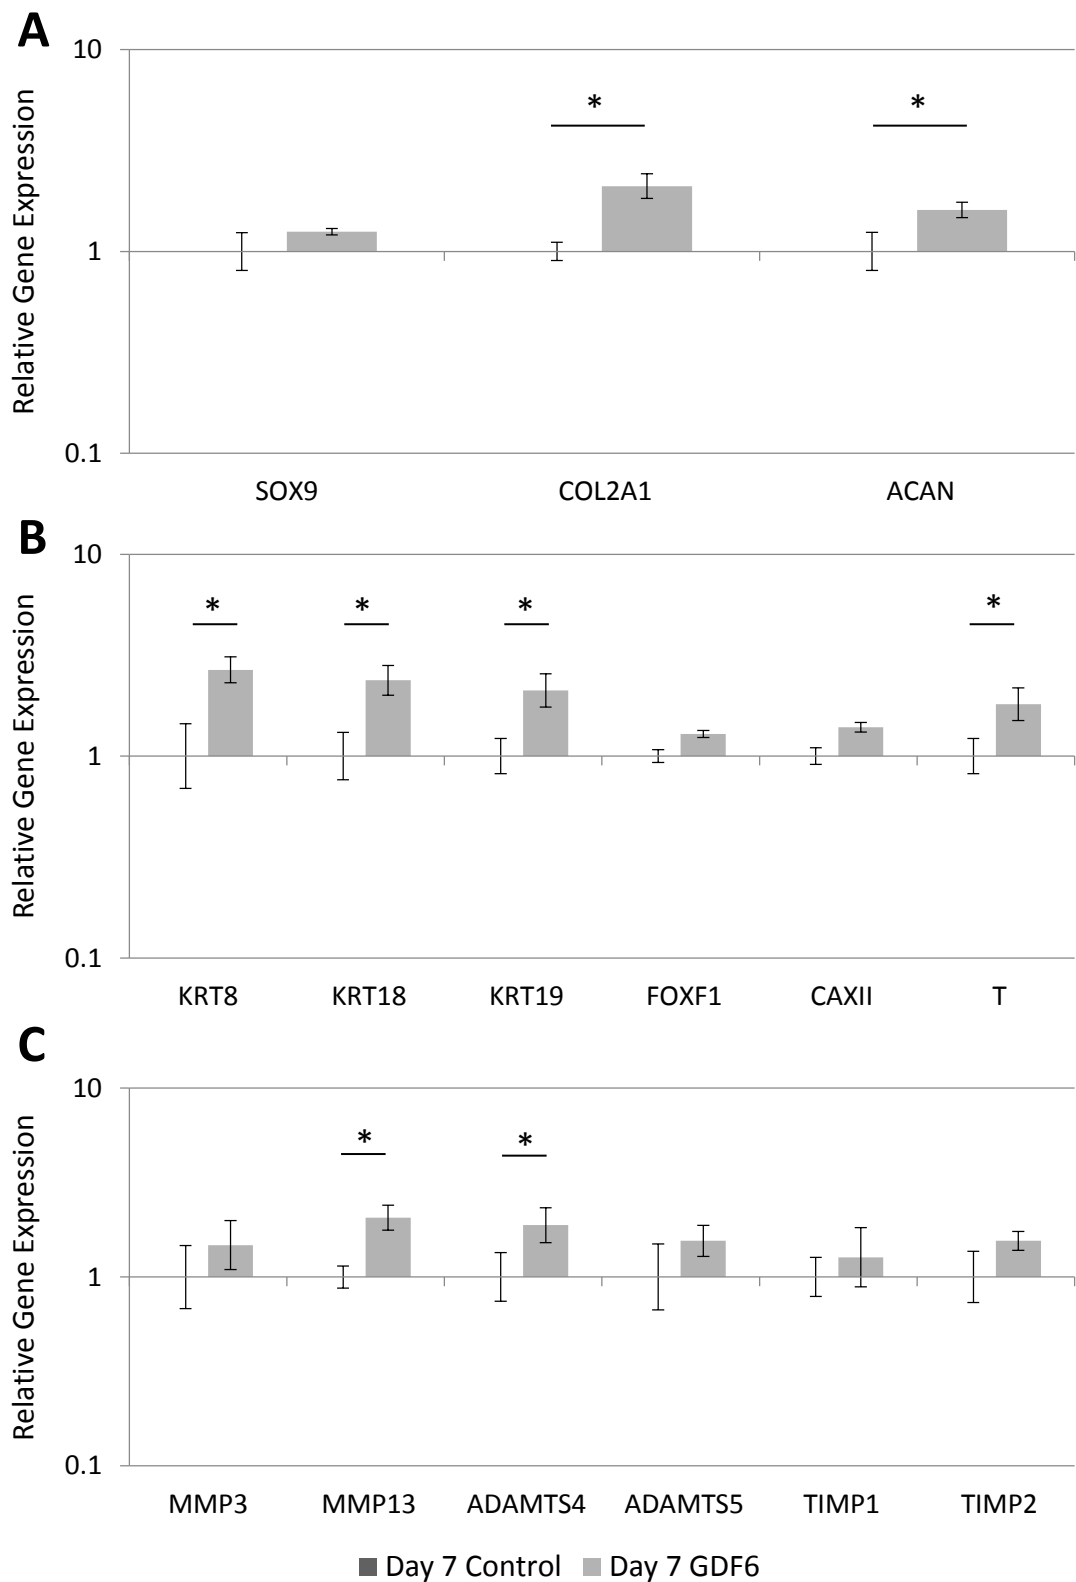 A
10
*
*
Relative Gene Expression
1
0.1
SOX9 COL2A1 ACAN
B
10
* * * *
Relative Gene Expression
1
0.1
KRT8 KRT18 KRT19 FOXF1 CAXII T
C
10
* *
Relative Gene Expression
1
0.1
MMP3 MMP13 ADAMTS4 ADAMTS5 TIMP1 TIMP2
Day 7 Control Day 7 GDF6